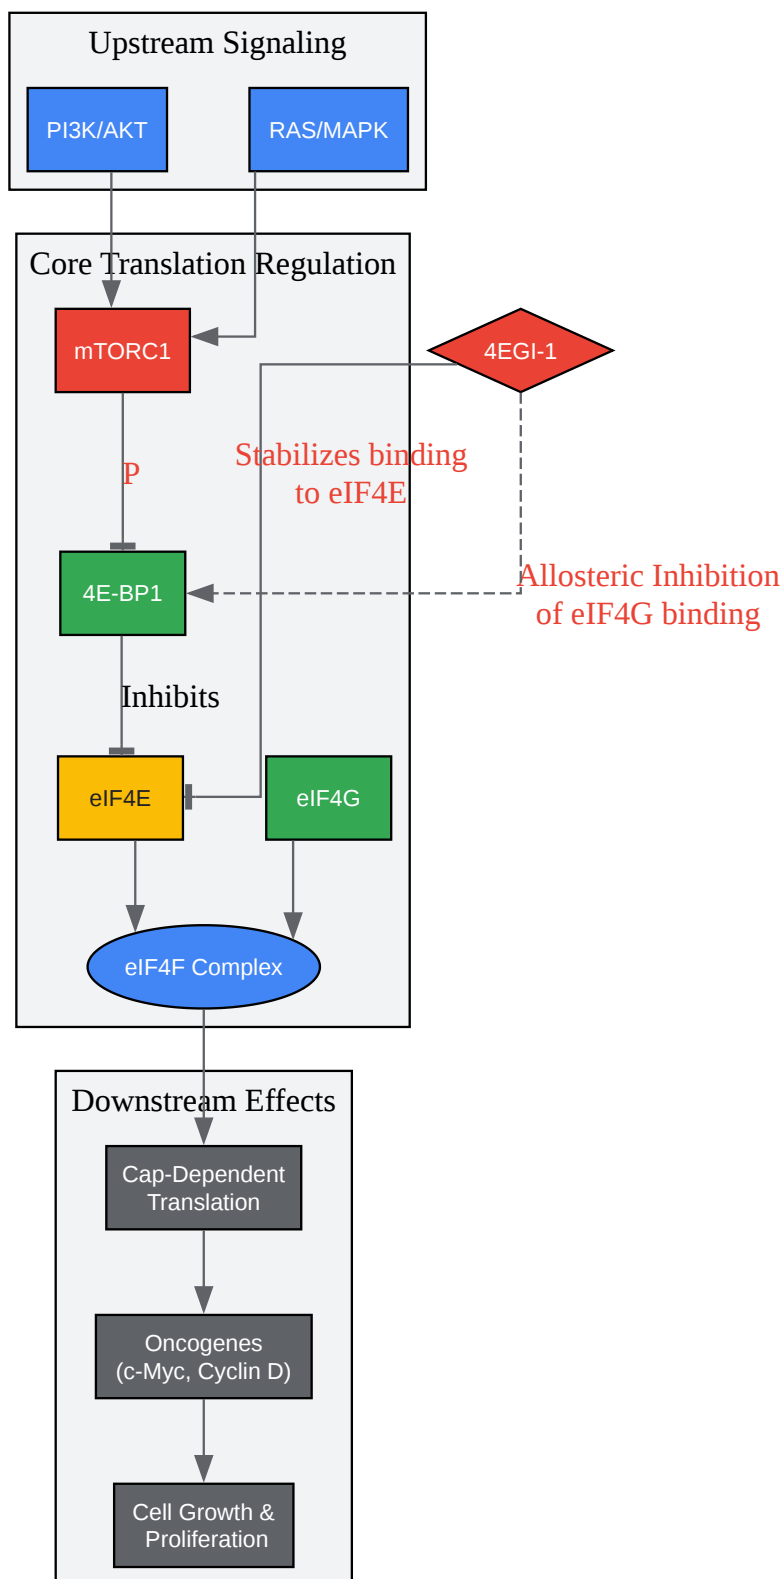 Upstream Signaling
PI3K/AKT
RAS/MAPK
Core Translation Regulation
mTORC1
4EGI-1
P
Stabilizes binding
to eIF4E
4E-BP1
Allosteric Inhibition
of eIF4G binding
Inhibits
eIF4E
eIF4G
eIF4F Complex
Downstream Effects
Cap-Dependent
Translation
Oncogenes
(c-Myc, Cyclin D)
Cell Growth &
Proliferation